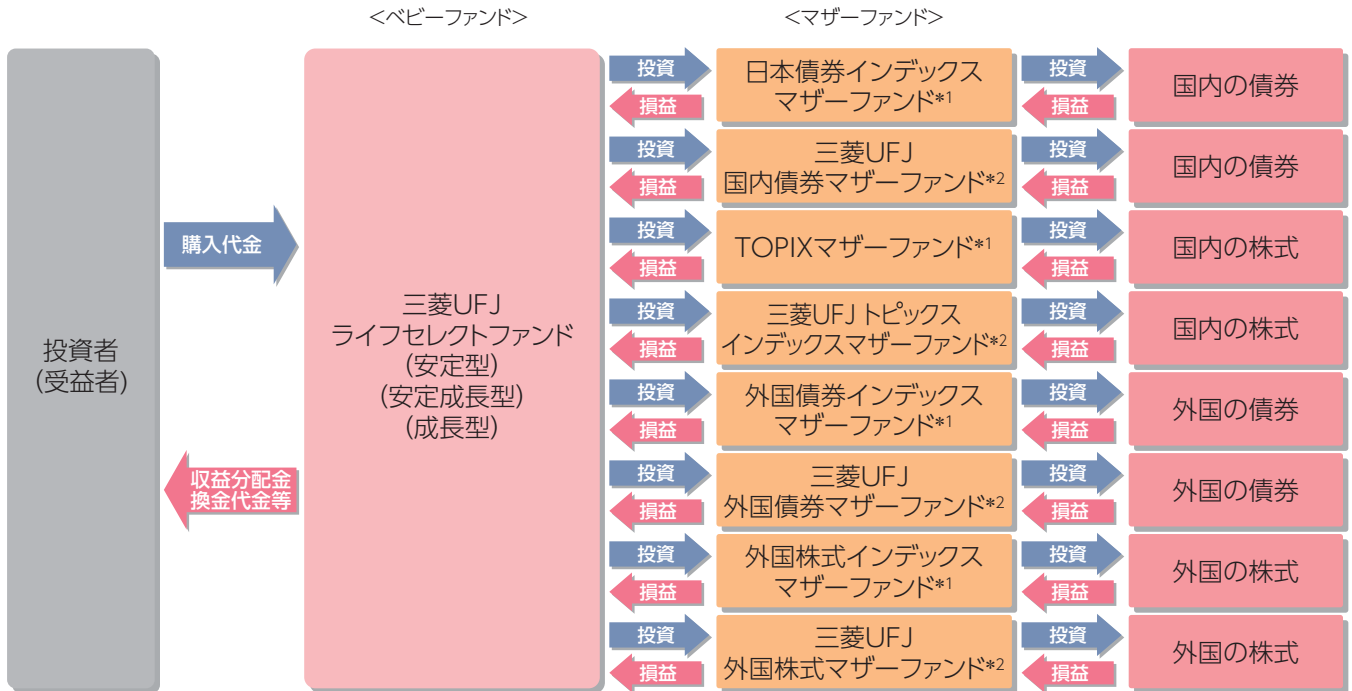 <ベビーファンド>
<マザーファンド>
投資者
(受益者)
購入代金
収益分配金
換金代金等
三菱UFJ
ライフセレクトファンド
(安定型)
(安定成長型)
(成長型)
投資
損益
日本債券インデックス
マザーファンド*1
投資
損益
国内の債券
投資
損益
三菱UFJ
国内債券マザーファンド*2
投資
損益
国内の債券
投資
損益
TOPIXマザーファンド*1
投資
損益
国内の株式
投資
損益
三菱UFJ トピックス
インデックスマザーファンド*2
投資
損益
国内の株式
投資
損益
外国債券インデックス
マザーファンド*1
投資
損益
外国の債券
投資
損益
三菱UFJ
外国債券マザーファンド*2
投資
損益
外国の債券
投資
損益
外国株式インデックス
マザーファンド*1
投資
損益
外国の株式
投資
損益
三菱UFJ
外国株式マザーファンド*2
投資
損益
外国の株式